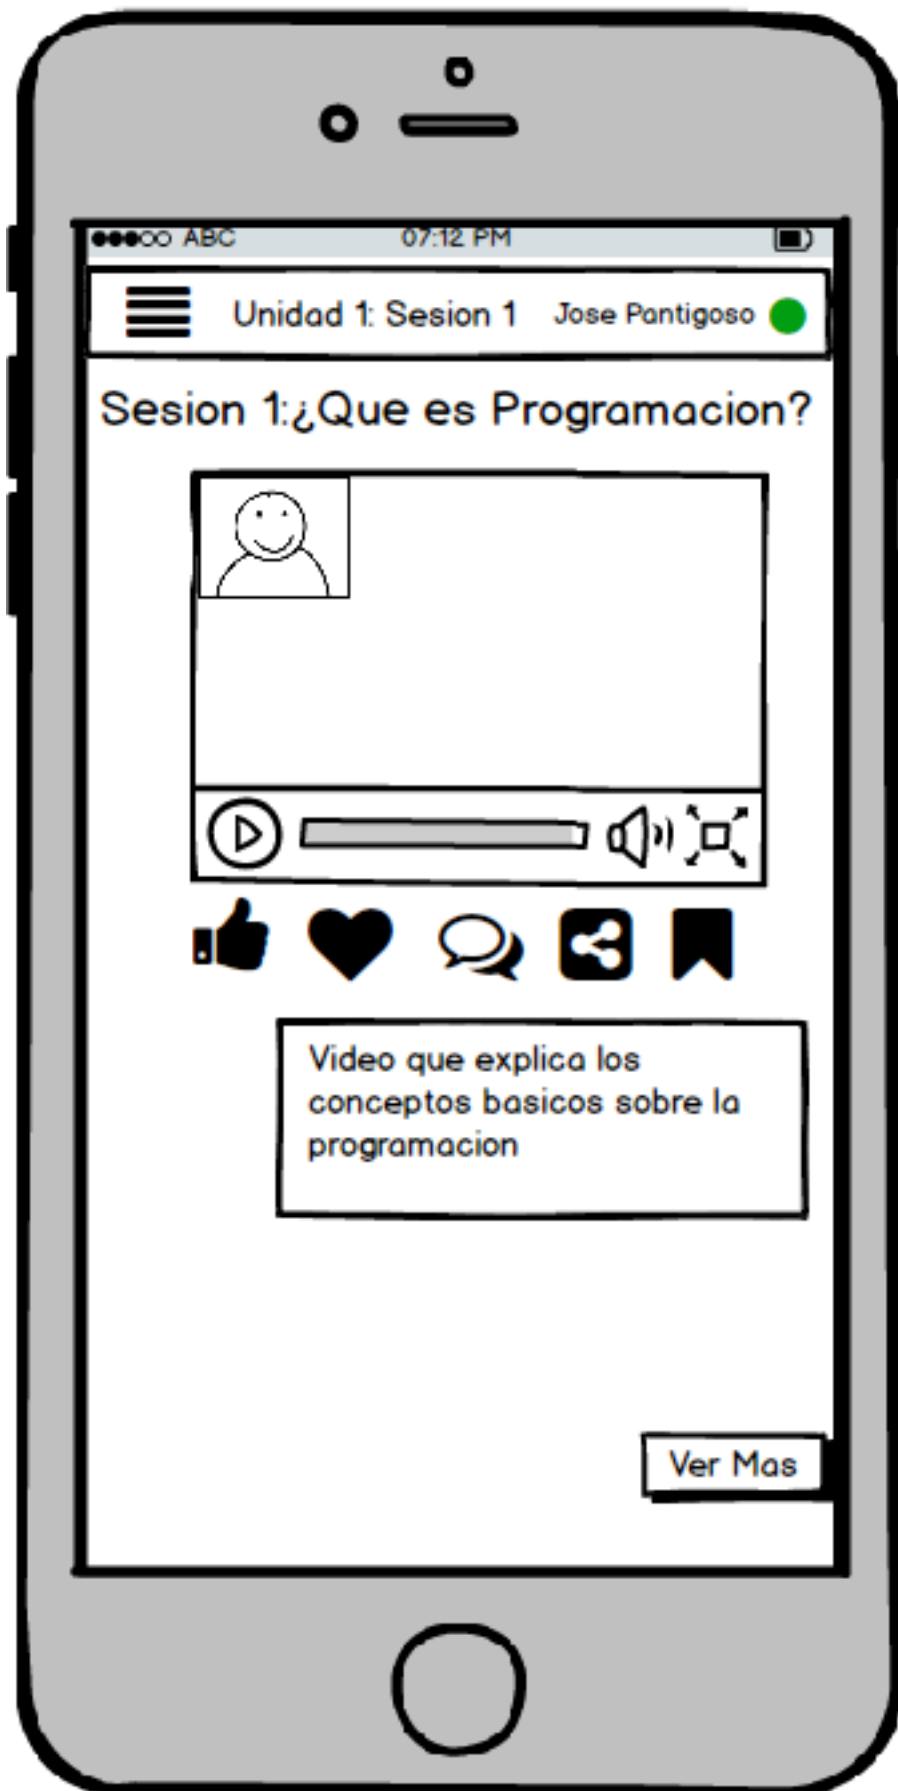 ABC 07:12 PM
Unidad 1: Sesion 1 Jose Pantigoso
Sesion 1:¿Que es Programacion?
Video que explica los
conceptos basicos sobre la
programacion
Ver Mas